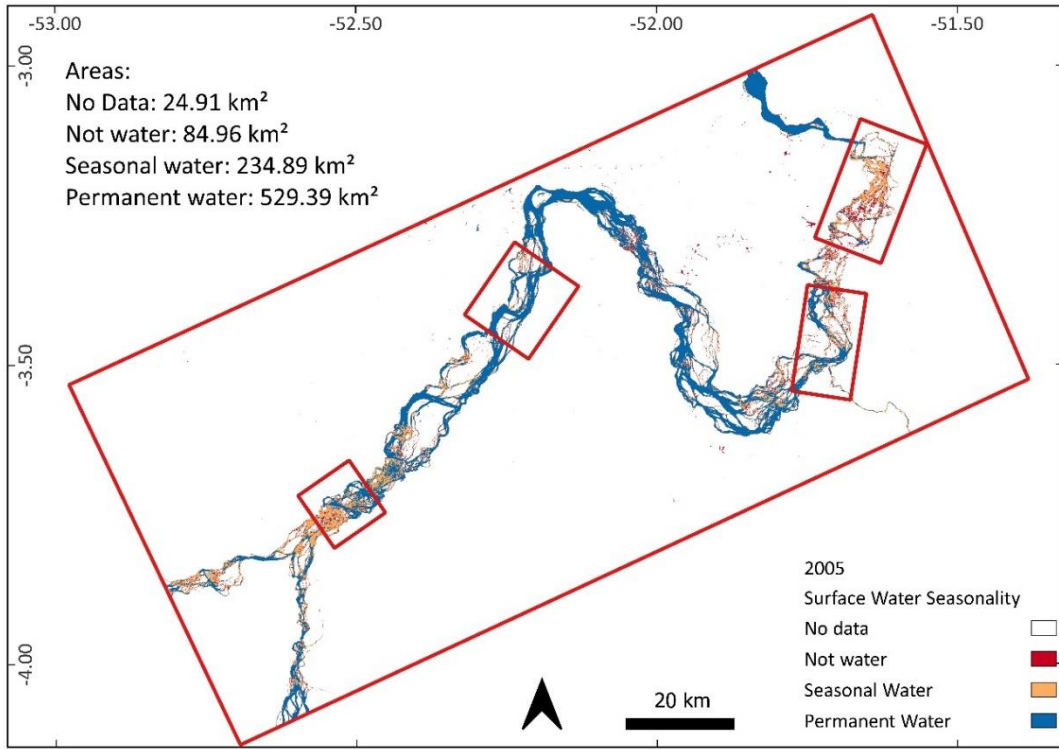 -53.00
-52.50
-52.00
-51.50
-3.00
-3.50
-4.00
Areas:
No Data: 24.91 km²
Not water: 84.96 km²
Seasonal water: 234.89 km²
Permanent water: 529.39 km²
2005
Surface Water Seasonality
No data
Not water
Seasonal Water
Permanent Water
20 km